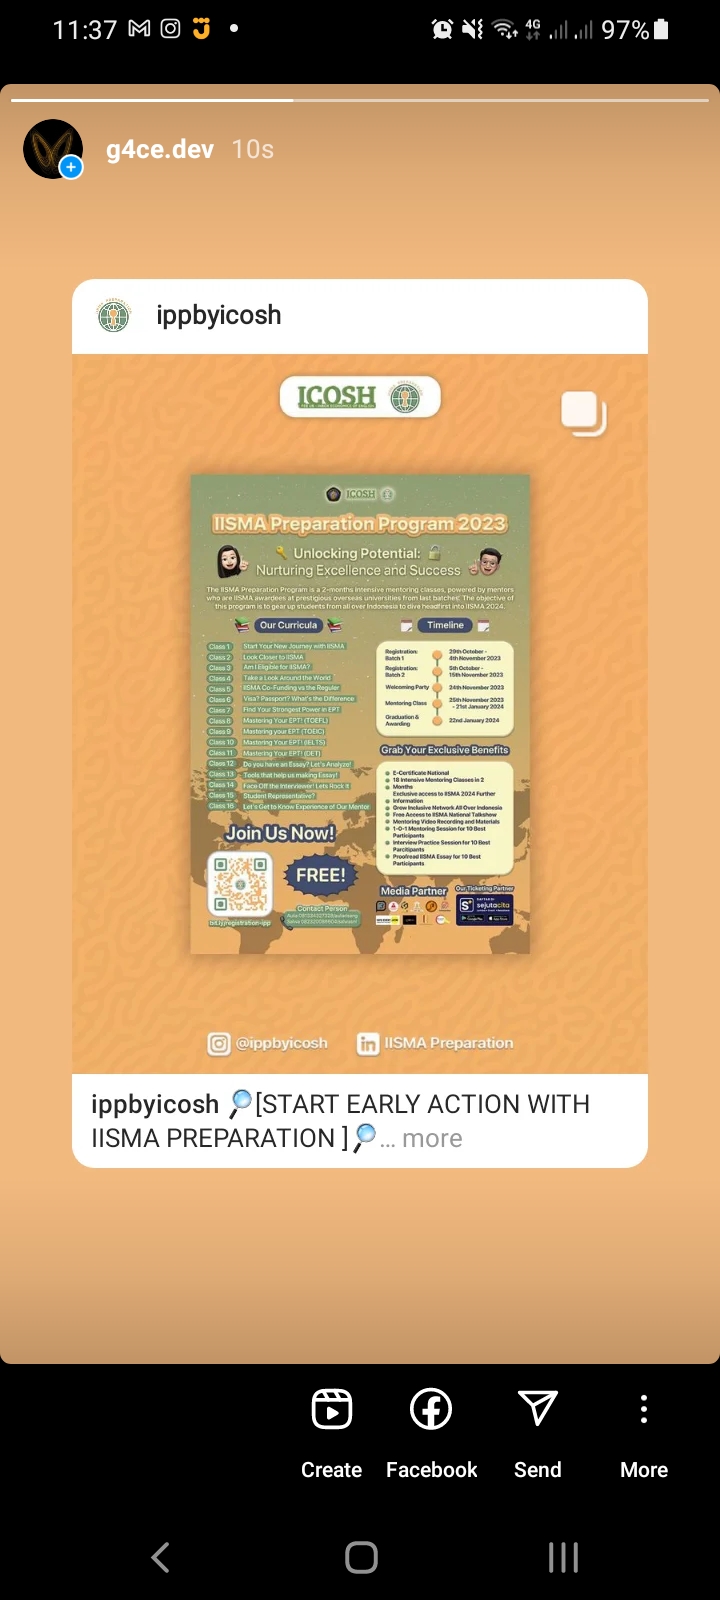 11:37
4G
97%
g4ce.dev 10s
ippbyicosh
ICOSH
ICOSH
IISMA Preparation Program 2023
Unlocking Potential:
Nurturing Excellence and Success
The IISMA Preparation Program is a 2-months intensive mentoring classes, powered by mentors
who are IISMA awardees at prestigious overseas universities from last batches! The objective of
this program is to gear up students from all over Indonesia to dive headfirst into IISMA 2024.
Our Curricula
Class 1 Start Your New Journey with IISMA
Class 2 Look Closer to IISMA
Class 3 Am I Eligible for IISMA?
Class 4 Take a Look Around the World
Class 5 IISMA Co-Funding vs the Reguler
Class 6 Visa? Passport? What's the Difference
Class 7 Find Your Strongest Power in EPT
Class 8 Mastering Your EPT! (TOEFL)
Class 9 Mastering your EPT (TOEIC)
Class 10 Mastering Your EPT! (IELTS)
Class 11 Mastering Your EPT! (DET)
Class 12 Do you have an Essay? Let's Analyze!
Class 13 Tools that help us making Essay!
Class 14 Face Off the Interviewer! Lets Rock it
Class 15 Student Representative?
Class 16 Let's Get to Know Experience of Our Mentor
Timeline
Registration: 29th October -
Batch 1 4th November 2023
Registration: 5th October -
Batch 2 15th November 2023
Welcoming Party 24th November 2023
Mentoring Class 25th November 2023
- 21st January 2024
Graduation & 22nd January 2024
Awarding
Grab Your Exclusive Benefits
E-Certificate National
18 Intensive Mentoring Classes in 2
Months
Exclusive access to IISMA 2024 Further
Information
Grow Inclusive Network All Over Indonesia
Free Access to IISMA National Talkshow
Mentoring Video Recording and Materials
1-O-1 Mentoring Session for 10 Best
Participants
Interview Practice Session for 10 Best
Parcitipants
Proofread IISMA Essay for 10 Best
Participants
Join Us Now!
FREE!
bit.ly/registration-ipp
Contact Person
Media Partner
Our Ticketing Partner
sejutacita
@ippbyicosh
IISMA Preparation
ippbyicosh [START EARLY ACTION WITH
IISMA PREPARATION ]... more
Create Facebook Send More